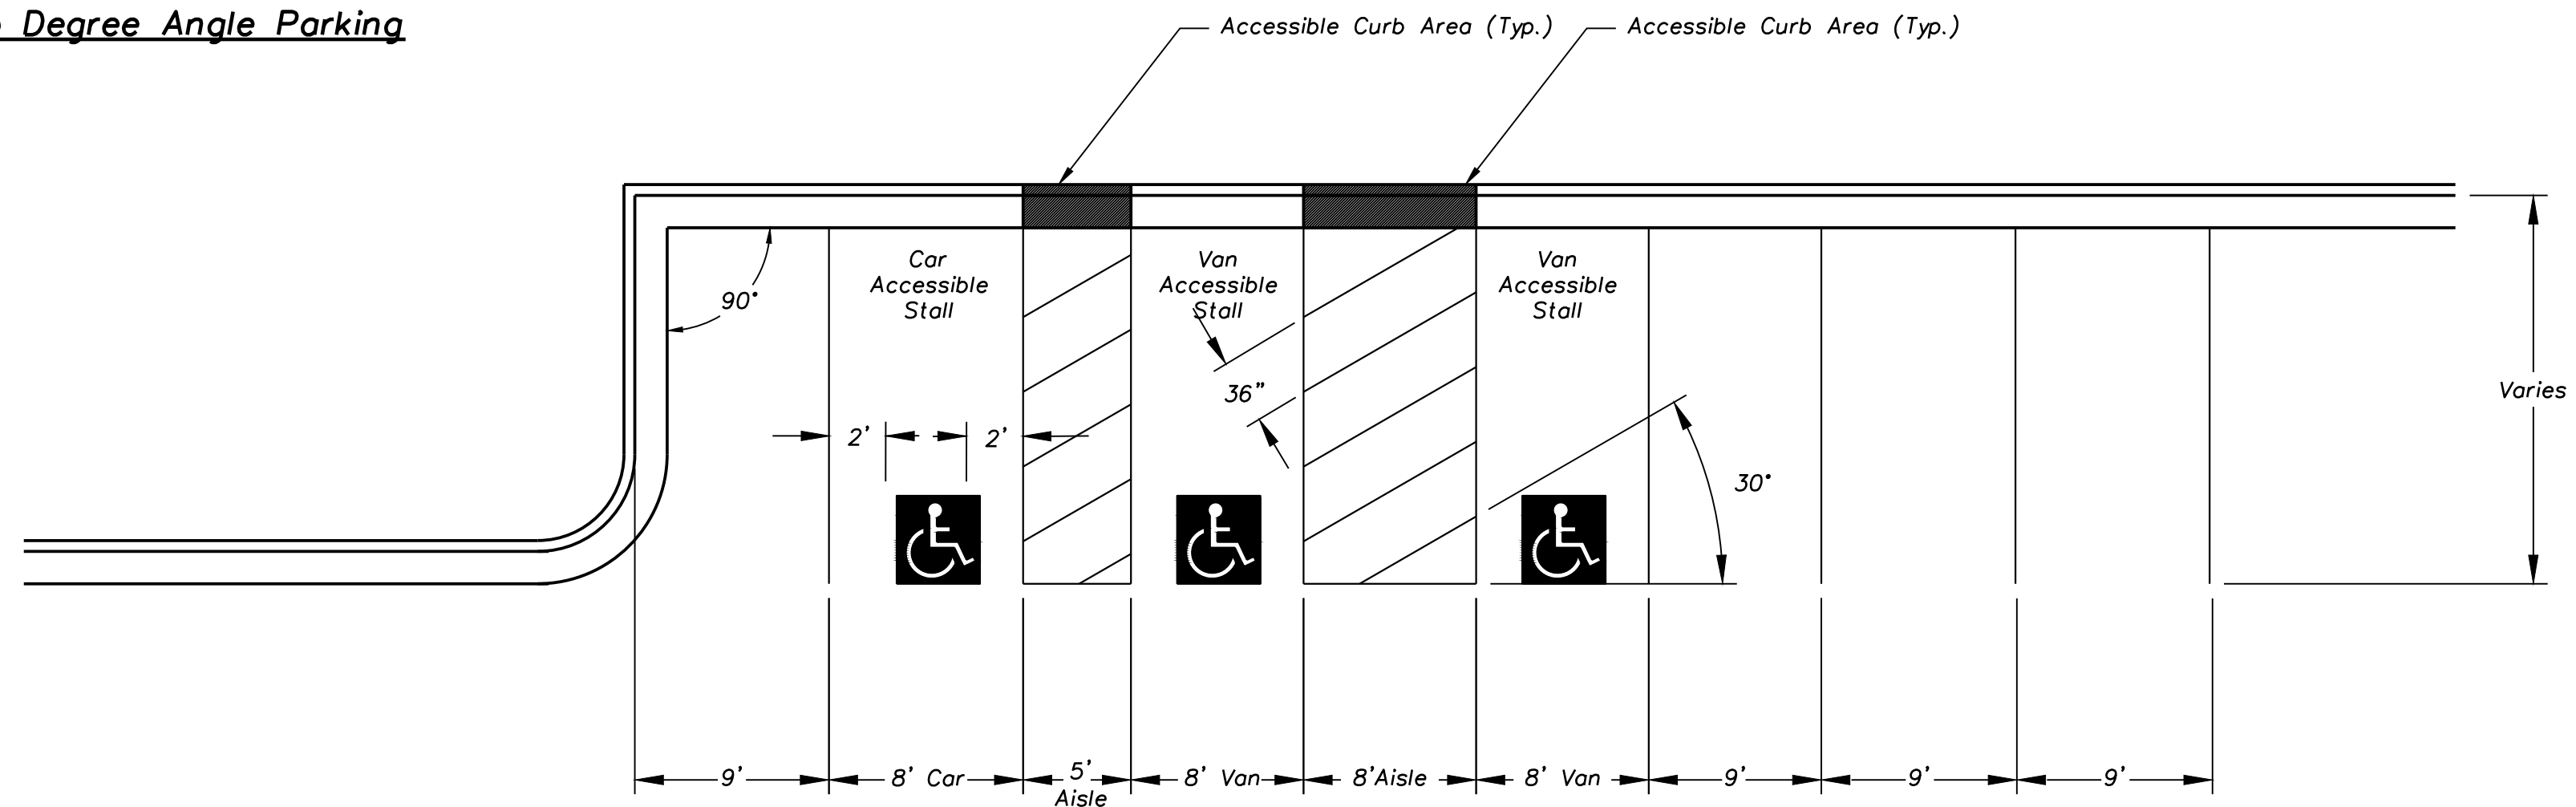 Degree Angle Parking
Accessible Curb Area (Typ.)
Accessible Curb Area (Typ.)
Car
Accessible
Stall
Van
Accessible
Stall
Van
Accessible
Stall
90°
36"
Varies
2'
2'
30°
9'
8' Car
5'
Aisle
8' Van
8'Aisle
8' Van
9'
9'
9'